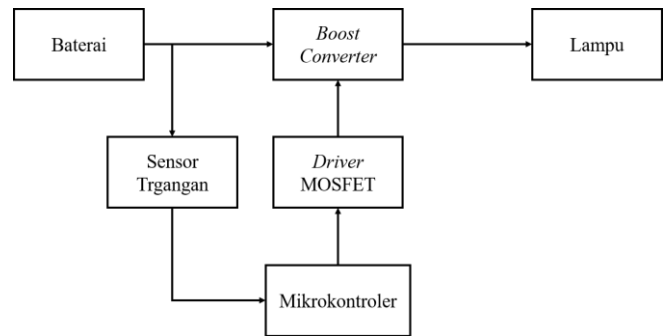 Baterai
Boost
Converter
Lampu
Sensor
Trgangan
Driver
MOSFET
Mikrokontroler